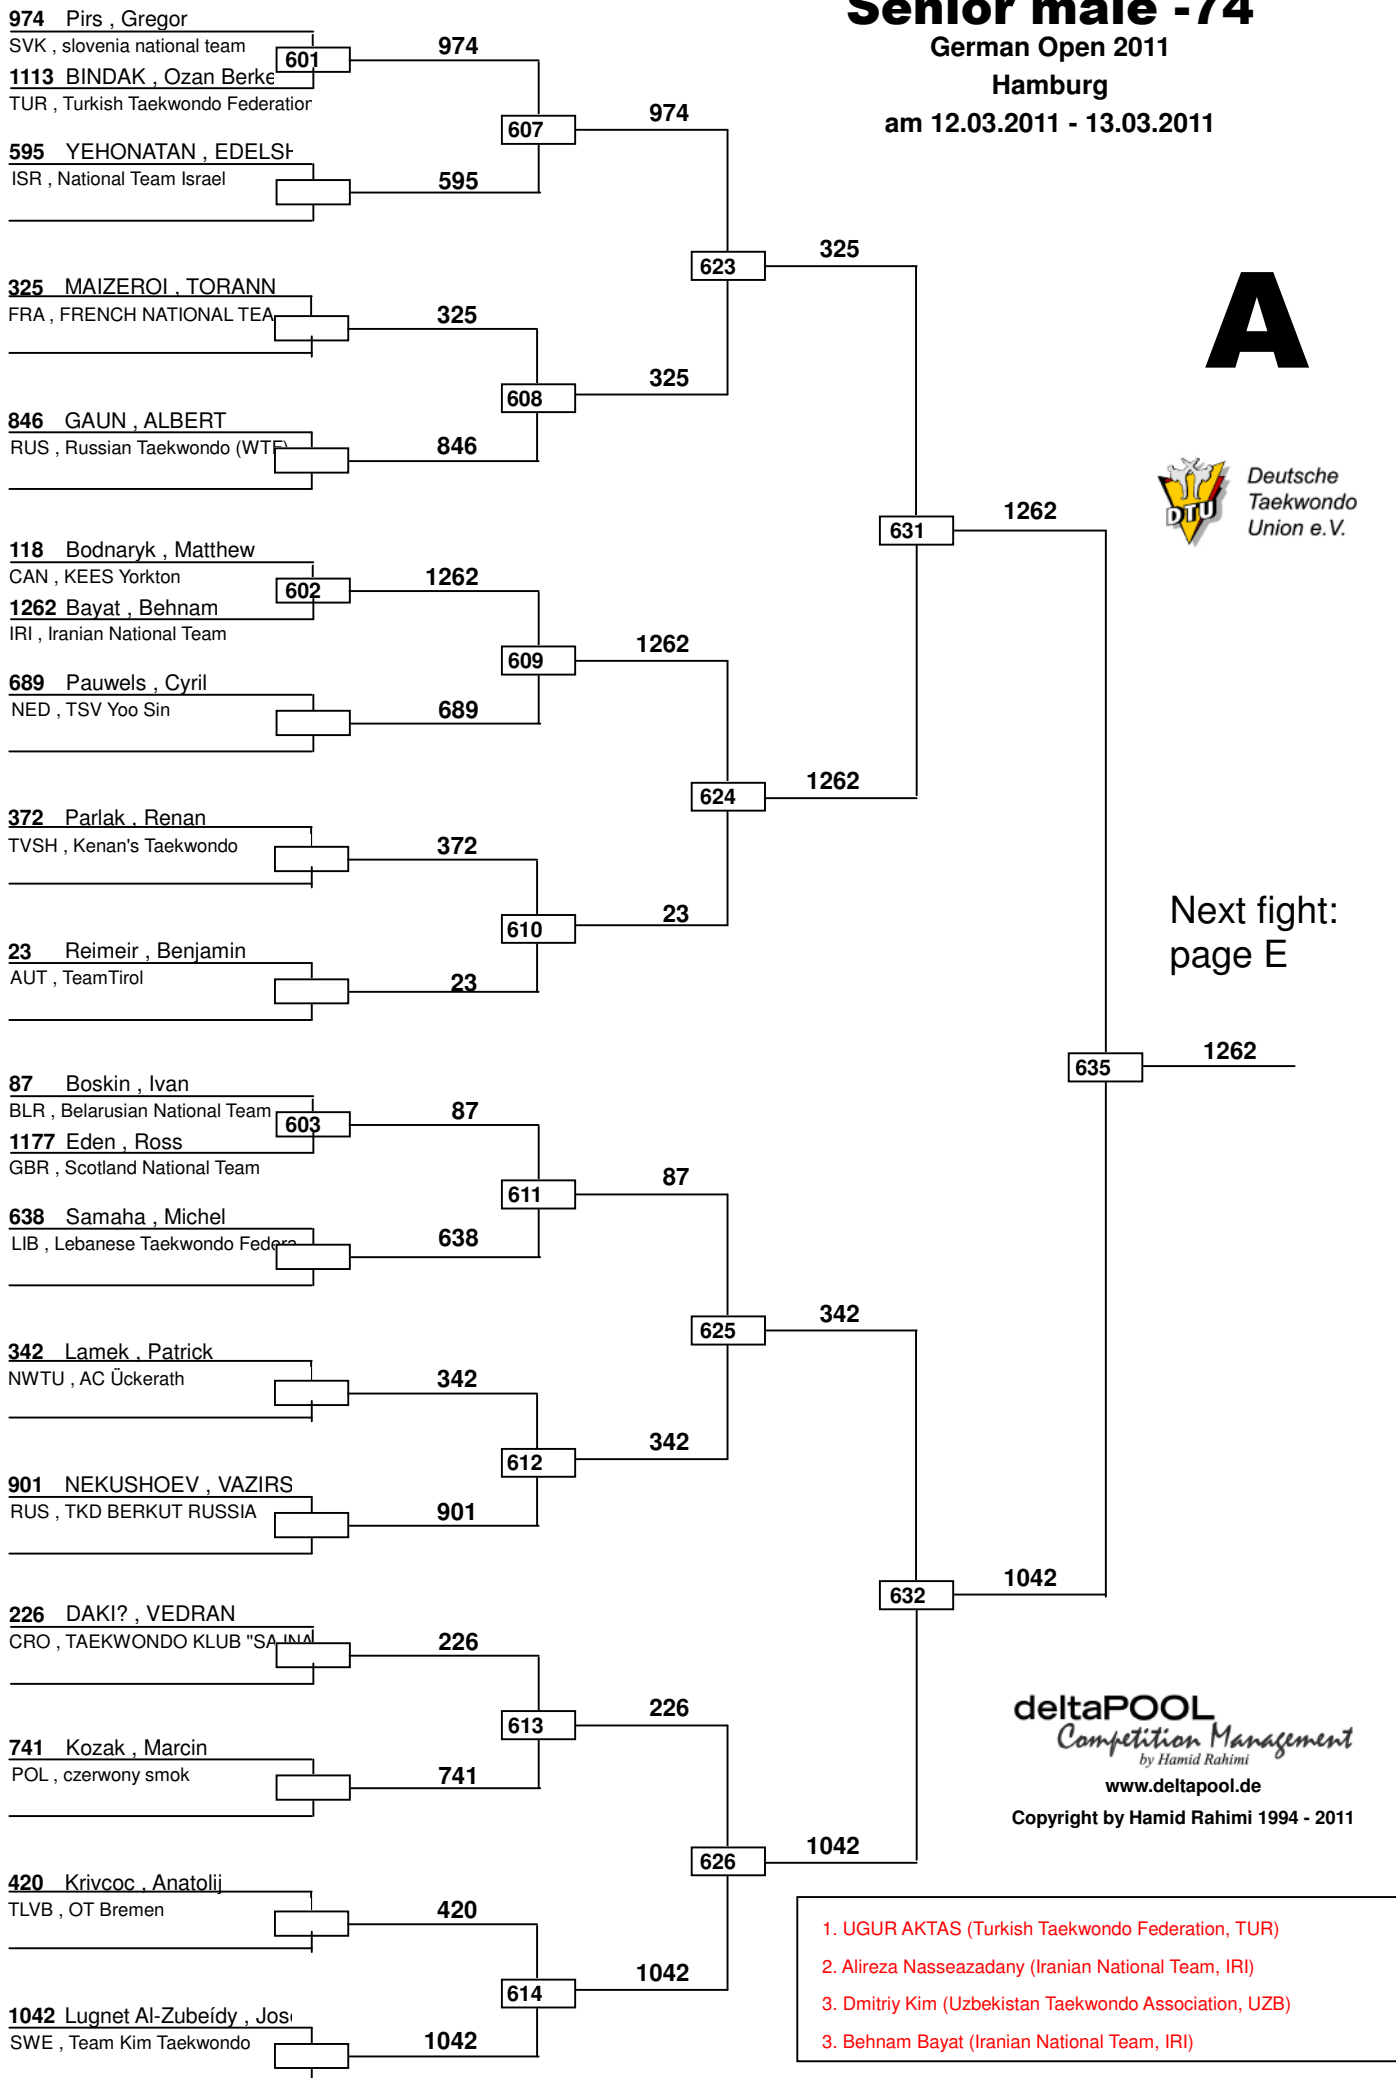 Senior male -74
German Open 2011
Hamburg
am 12.03.2011 - 13.03.2011
A
Deutsche
Taekwondo
Union e.V.
DTU
974 Pirs , Gregor
SVK , slovenia national team
601
974
1113 BINDAK , Ozan Berke
TUR , Turkish Taekwondo Federation
607
974
595 YEHONATAN , EDELSH
ISR , National Team Israel
595
623
325
325 MAIZEROI , TORANN
FRA , FRENCH NATIONAL TEA
325
608
325
846 GAUN , ALBERT
RUS , Russian Taekwondo (WTF)
846
631
1262
118 Bodnaryk , Matthew
CAN , KEES Yorkton
602
1262
1262 Bayat , Behnam
IRI , Iranian National Team
609
1262
689 Pauwels , Cyril
NED , TSV Yoo Sin
689
624
1262
372 Parlak , Renan
TVSH , Kenan's Taekwondo
372
610
23
23 Reimeir , Benjamin
AUT , TeamTirol
23
Next fight:
page E
635
1262
87 Boskin , Ivan
BLR , Belarusian National Team
603
87
1177 Eden , Ross
GBR , Scotland National Team
611
87
638 Samaha , Michel
LIB , Lebanese Taekwondo Federa
638
625
342
342 Lamek , Patrick
NWTU , AC Ückerath
342
612
342
901 NEKUSHOEV , VAZIRS
RUS , TKD BERKUT RUSSIA
901
632
1042
226 DAKI? , VEDRAN
CRO , TAEKWONDO KLUB "SAJNA
226
613
226
741 Kozak , Marcin
POL , czerwony smok
741
626
1042
420 Krivcoc , Anatolij
TLVB , OT Bremen
420
614
1042
1042 Lugnet Al-Zubeídy , Jose
SWE , Team Kim Taekwondo
1042
deltaPOOL
Competition Management
by Hamid Rahimi
www.deltapool.de
Copyright by Hamid Rahimi 1994 - 2011
1. UGUR AKTAS (Turkish Taekwondo Federation, TUR)
2. Alireza Nasseazadany (Iranian National Team, IRI)
3. Dmitriy Kim (Uzbekistan Taekwondo Association, UZB)
3. Behnam Bayat (Iranian National Team, IRI)